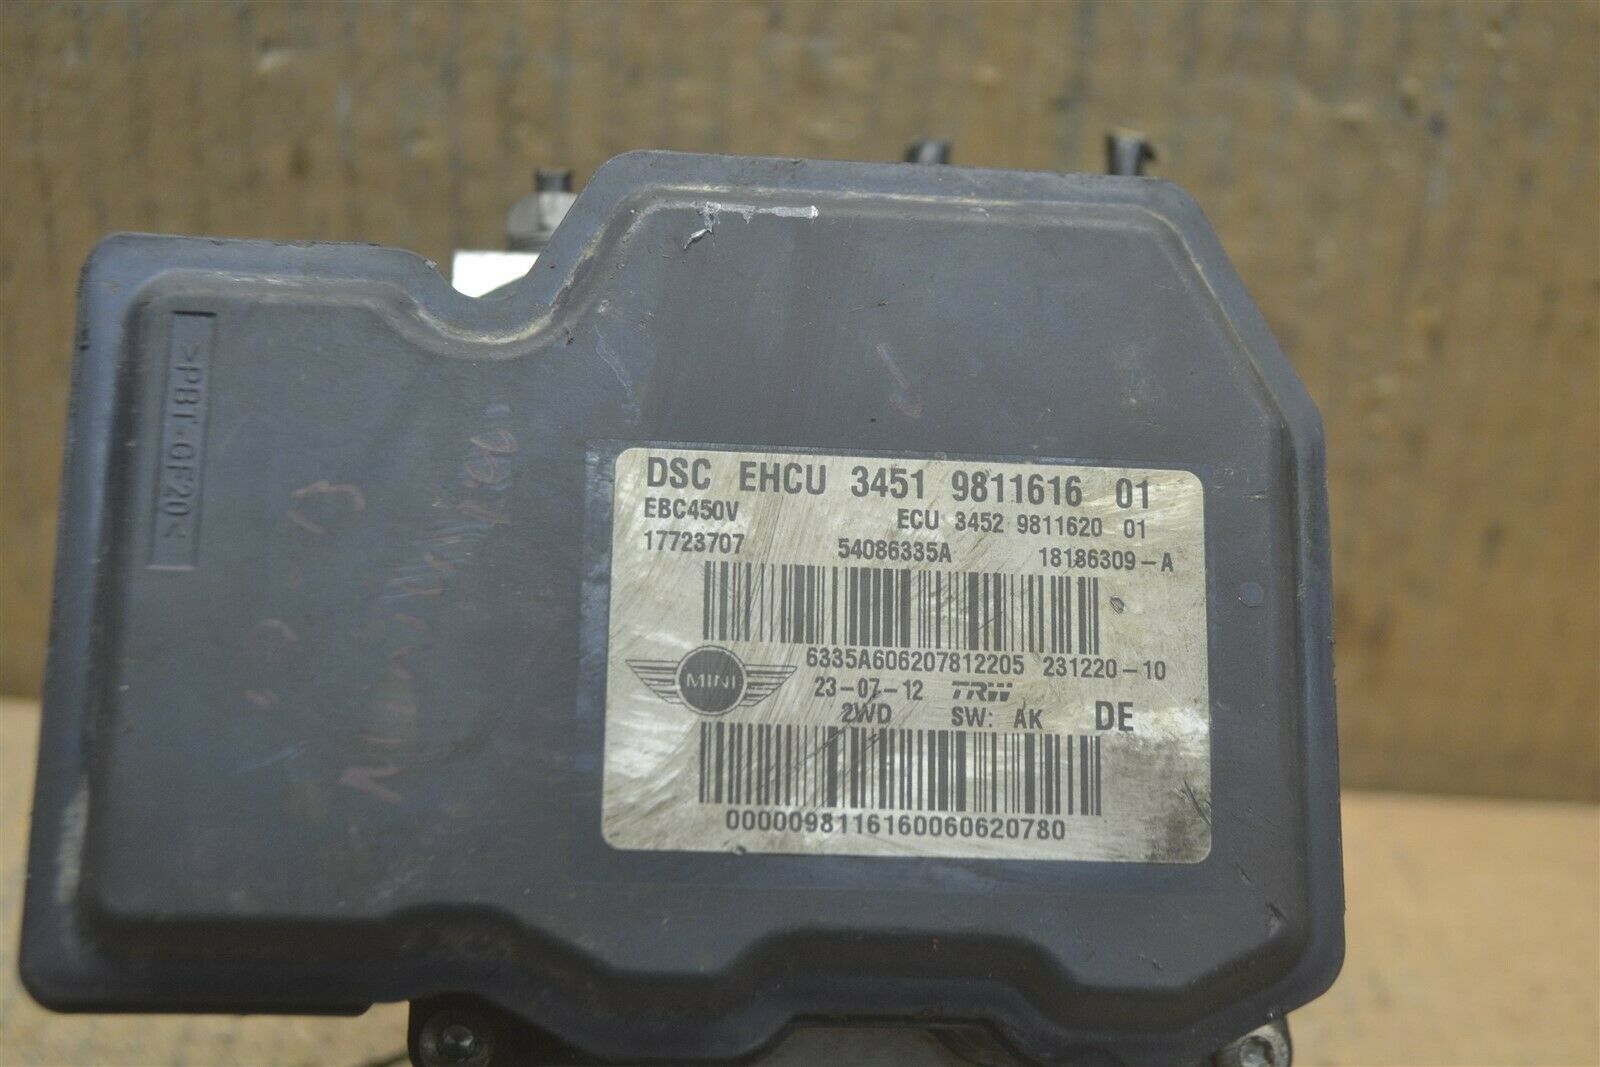 >PBT-GF20<
DSC EHCU 3451 9811616 01
EBC450V ECU 3452 9811620 01
17723707 54086335A 18186309-A
6335A606207812205 231220-10
MINI 23-07-12 TRW
2WD SW: AK DE
0000098116160060620780